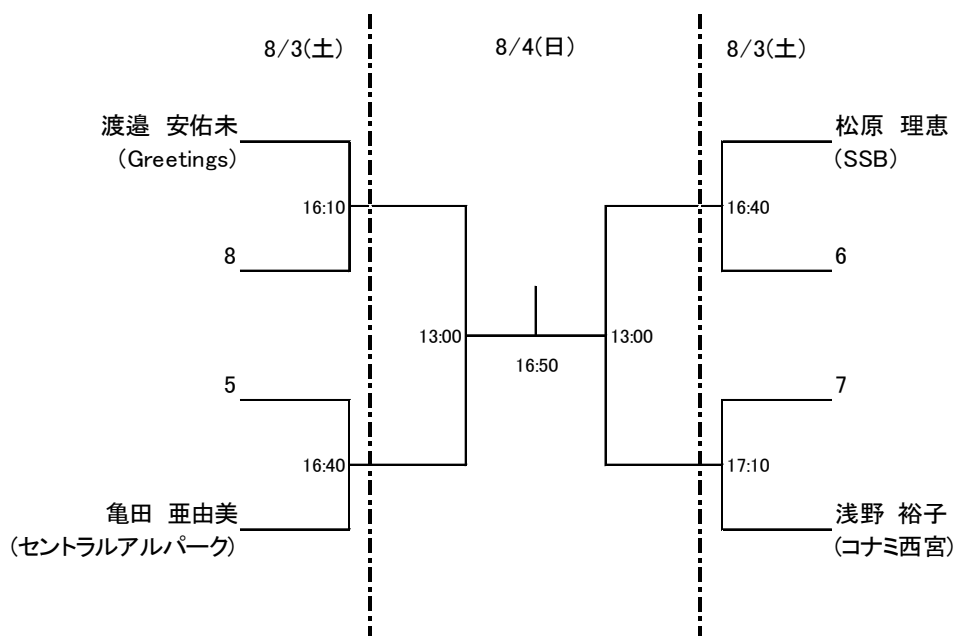 8/3(土)
8/4(日)
8/3(土)
渡邉　安佑未
(Greetings)
松原　理恵
(SSB)
16:10
16:40
8
6
13:00
13:00
16:50
5
7
16:40
17:10
亀田　亜由美
(セントラルアルパーク)
浅野　裕子
(コナミ西宮)